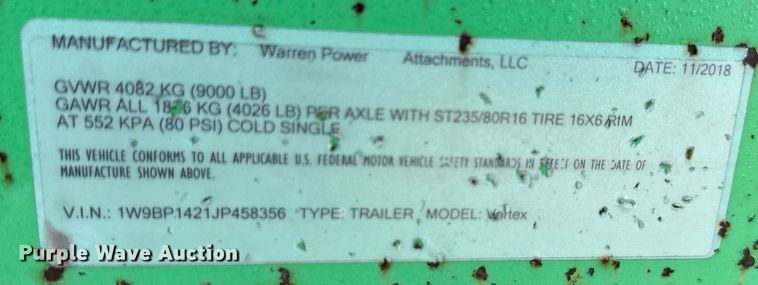 MANUFACTURED BY: Warren Power Attachments, LLC DATE: 11/2018
GVWR 4082 KG (9000 LB)
GAWR ALL 1826 KG (4026 LB) PER AXLE WITH ST235/80R16 TIRE 16X6 RIM
AT 552 KPA (80 PSI) COLD SINGLE
THIS VEHICLE CONFORMS TO ALL APPLICABLE U.S. FEDERAL MOTOR VEHICLE SAFETY STANDARDS IN EFFECT ON THE DATE OF
MANUFACTURE SHOWN ABOVE.
V.I.N.: 1W9BP1421JP458356 TYPE: TRAILER, MODEL: Vortex
Purple Wave Auction